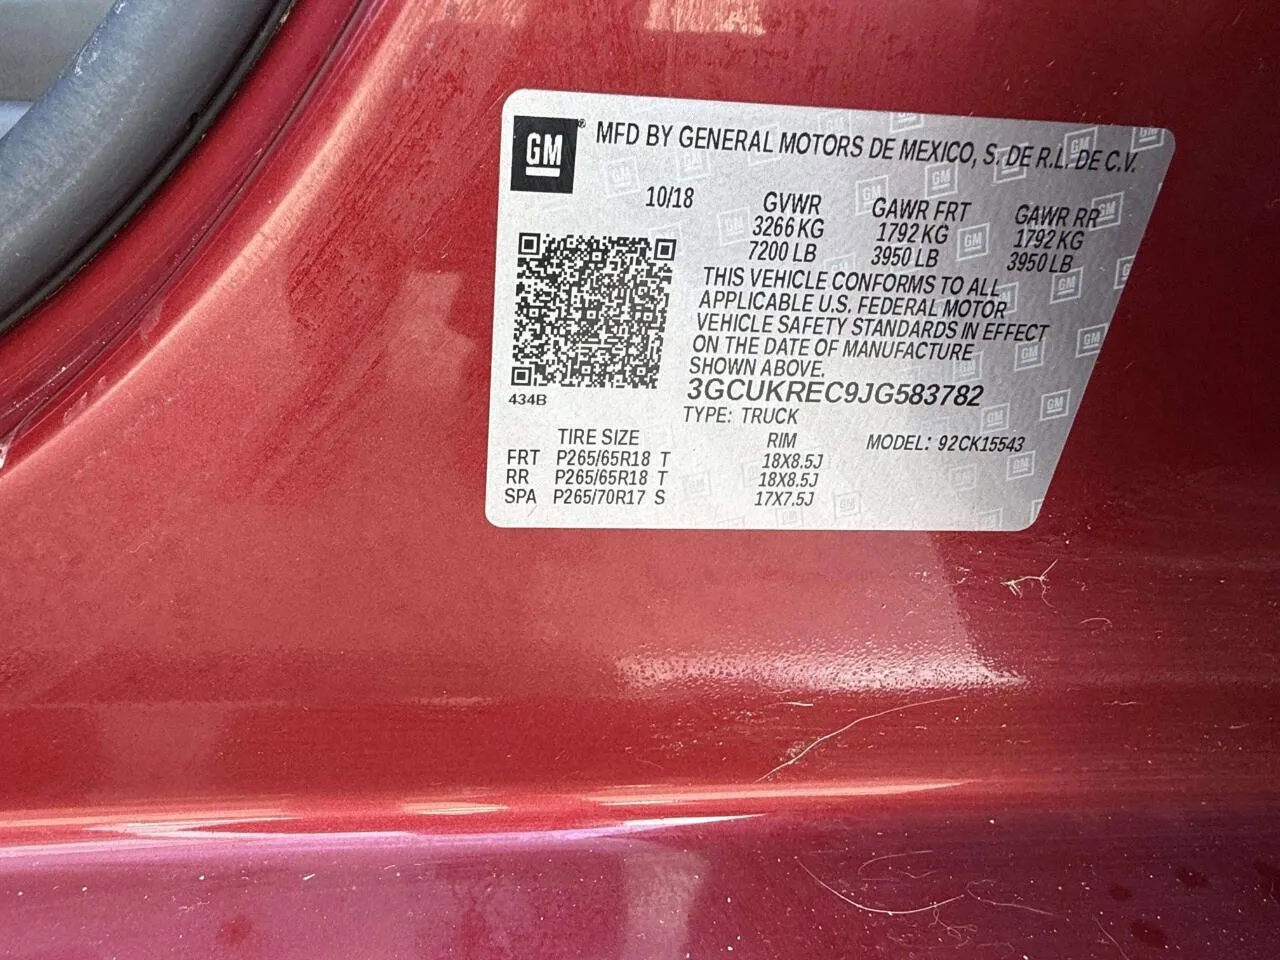 GM ® MFD BY GENERAL MOTORS DE MEXICO, S. DE R.L. DE C.V.
10/18 GVWR GAWR FRT GAWR RR
3266 KG 1792 KG 1792 KG
7200 LB 3950 LB 3950 LB
THIS VEHICLE CONFORMS TO ALL
APPLICABLE U.S. FEDERAL MOTOR
VEHICLE SAFETY STANDARDS IN EFFECT
ON THE DATE OF MANUFACTURE
SHOWN ABOVE.
3GCUKREC9JG583782
434B
TYPE: TRUCK
TIRE SIZE RIM MODEL: 92CK15543
FRT P265/65R18 T 18X8.5J
RR P265/65R18 T 18X8.5J
SPA P265/70R17 S 17X7.5J